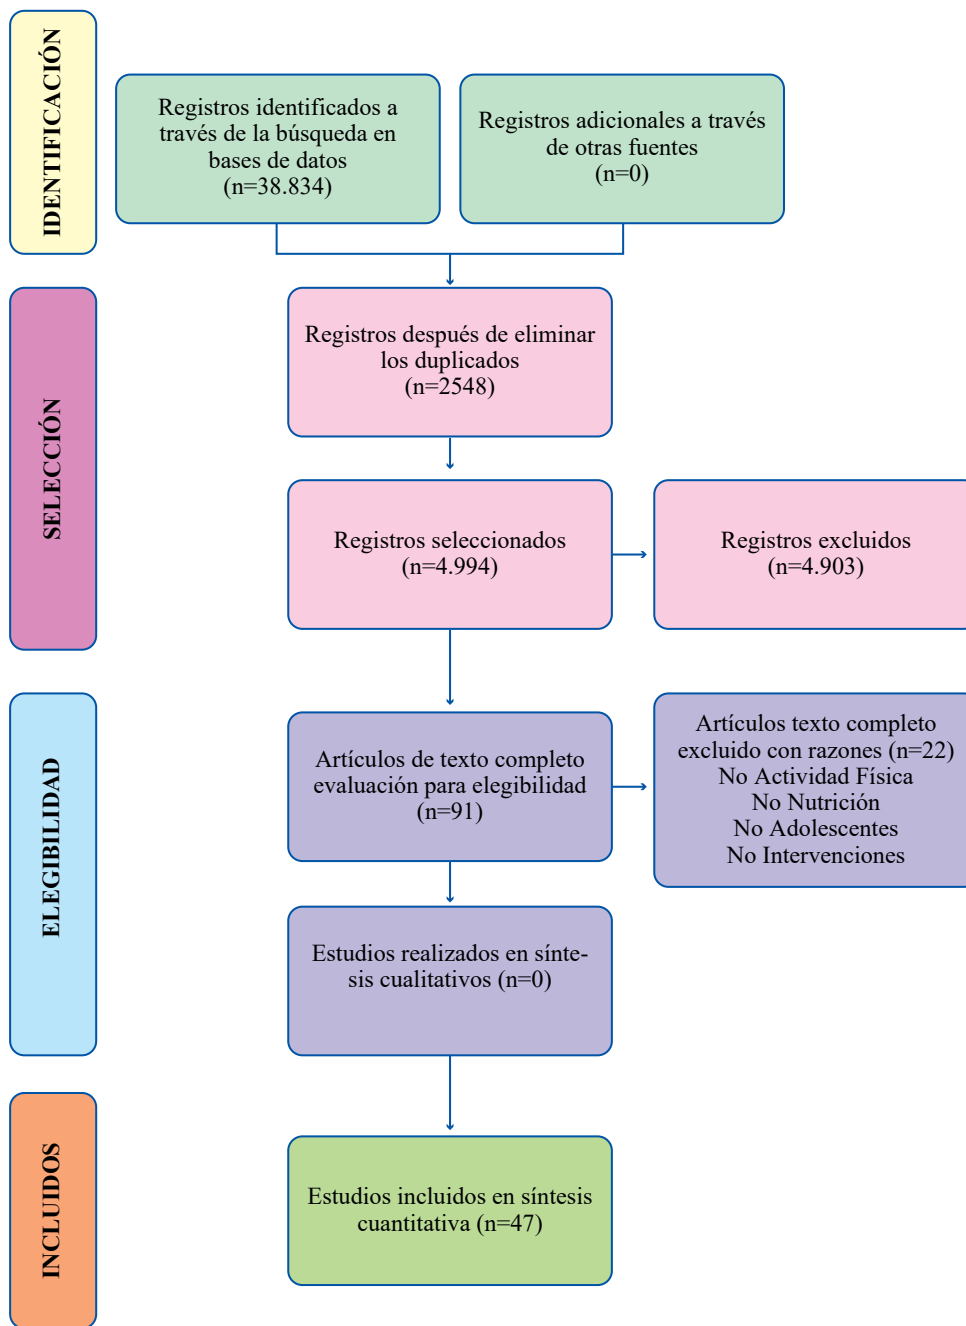 IDENTIFICACIÓN
Registros identificados a
través de la búsqueda en
bases de datos
(n=38.834)
Registros adicionales a través
de otras fuentes
(n=0)
SELECCIÓN
Registros después de eliminar
los duplicados
(n=2548)
Registros seleccionados
(n=4.994)
Registros excluidos
(n=4.903)
ELEGIBILIDAD
Artículos de texto completo
evaluación para elegibilidad
(n=91)
Artículos texto completo
excluido con razones (n=22)
No Actividad Física
No Nutrición
No Adolescentes
No Intervenciones
Estudios realizados en sínte-
sis cualitativos (n=0)
INCLUIDOS
Estudios incluidos en síntesis
cuantitativa (n=47)